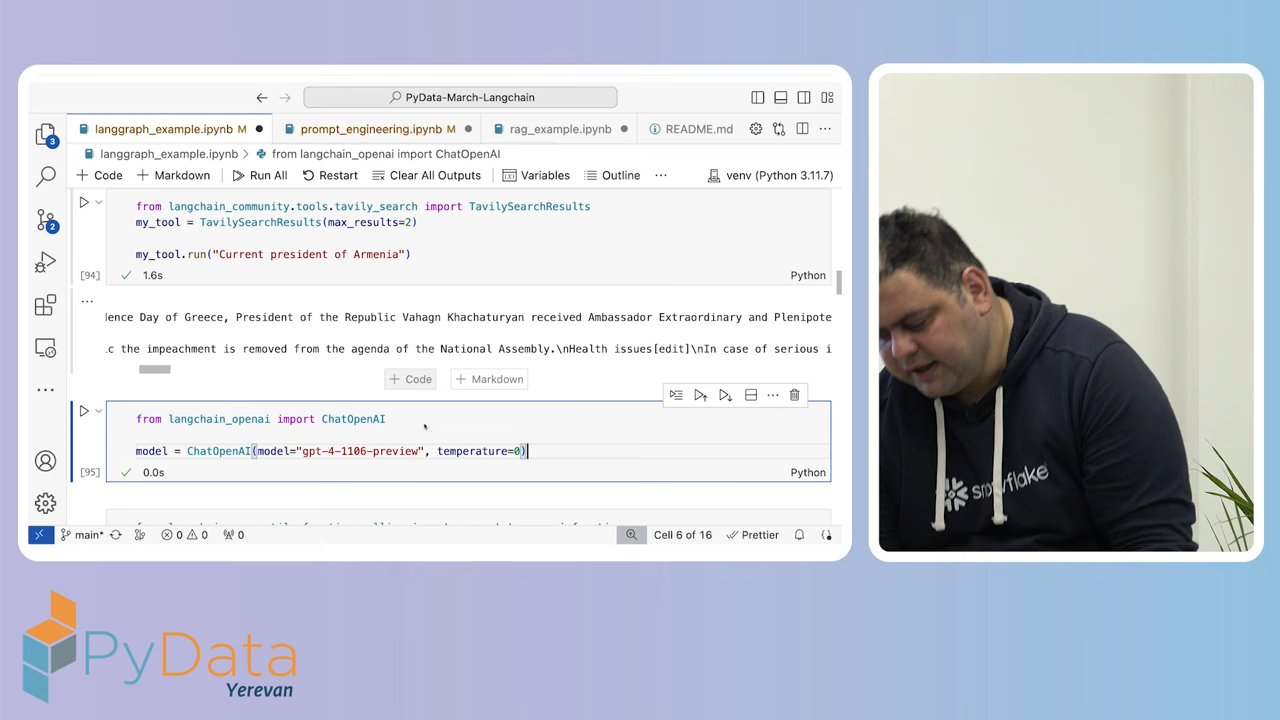 PyData-March-Langchain
langgraph_example.ipynb M
prompt_engineering.ipynb M
rag_example.ipynb
README.md
langgraph_example.ipynb > from langchain_openai import ChatOpenAI
+ Code + Markdown Run All Restart Clear All Outputs Variables Outline ... venv (Python 3.11.7)
from langchain_community.tools.tavily_search import TavilySearchResults
my_tool = TavilySearchResults(max_results=2)
my_tool.run("Current president of Armenia")
[94] 1.6s Python
...
dence Day of Greece, President of the Republic Vahagn Khachaturyan received Ambassador Extraordinary and Plenipote
c the impeachment is removed from the agenda of the National Assembly.\nHealth issues[edit]\nIn case of serious i
+ Code + Markdown
from langchain_openai import ChatOpenAI
model = ChatOpenAI(model="gpt-4-1106-preview", temperature=0)
[95] 0.0s Python
main* 0 0 0 Cell 6 of 16 Prettier
3
2
snowflake
PyData
Yerevan